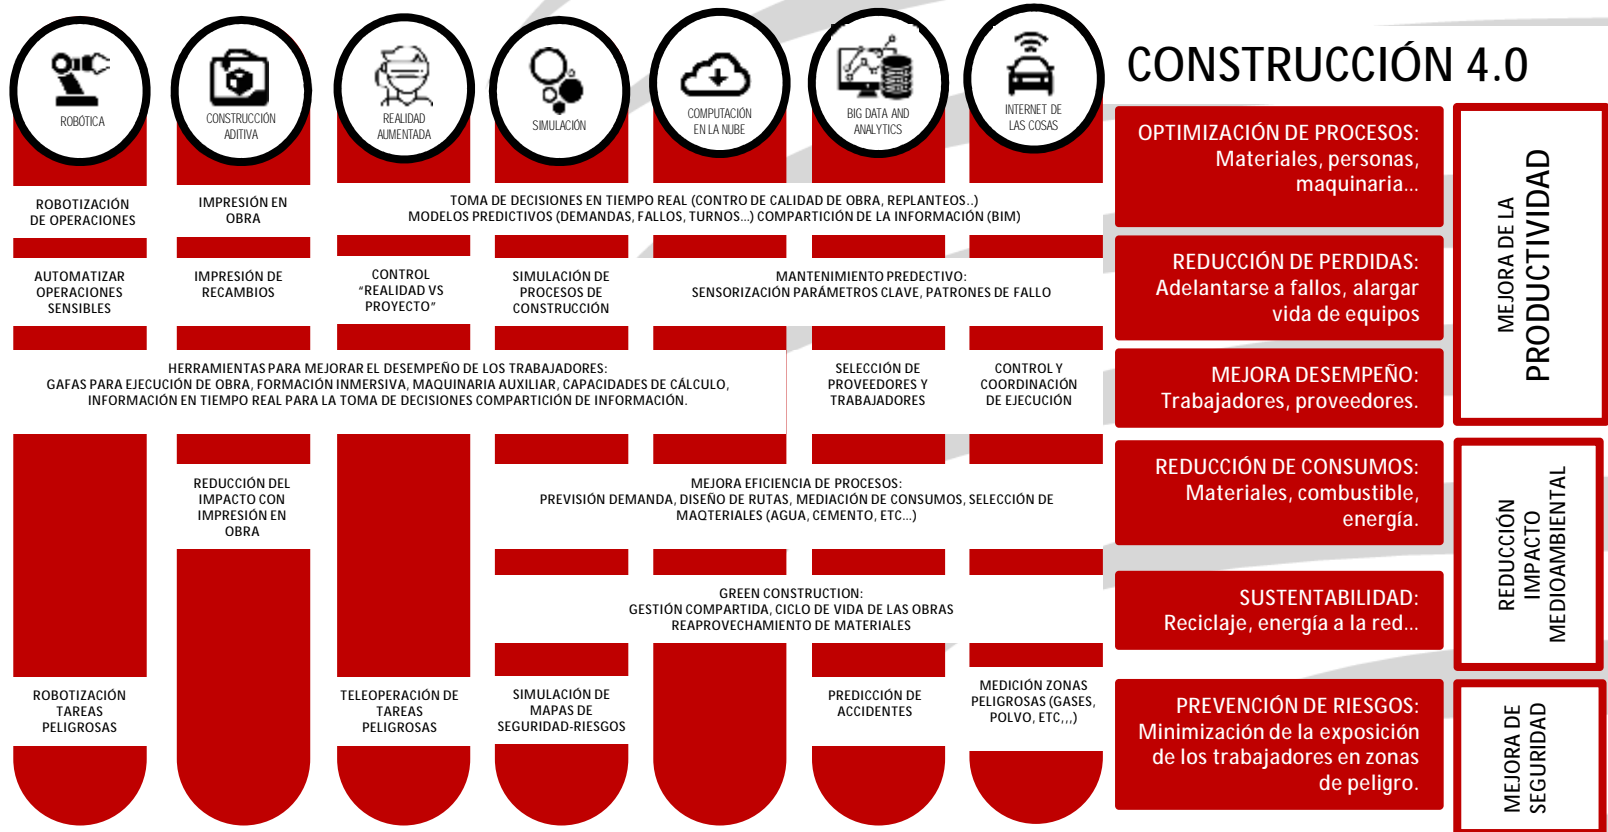 ROBÓTICA
CONSTRUCCIÓN
ADITIVA
REALIDAD
AUMENTADA
SIMULACIÓN
COMPUTACIÓN
EN LA NUBE
BIG DATA AND
ANALYTICS
INTERNET DE
LAS COSAS
CONSTRUCCIÓN 4.0
ROBOTIZACIÓN
DE OPERACIONES
IMPRESIÓN EN
OBRA
TOMA DE DECISIONES EN TIEMPO REAL (CONTRO DE CALIDAD DE OBRA, REPLANTEOS..)
MODELOS PREDICTIVOS (DEMANDAS, FALLOS, TURNOS...) COMPARTICIÓN DE LA INFORMACIÓN (BIM)
OPTIMIZACIÓN DE PROCESOS:
Materiales, personas,
maquinaria...
AUTOMATIZAR
OPERACIONES
SENSIBLES
IMPRESIÓN DE
RECAMBIOS
CONTROL
“REALIDAD VS
PROYECTO”
SIMULACIÓN DE
PROCESOS DE
CONSTRUCCIÓN
MANTENIMIENTO PREDECTIVO:
SENSORIZACIÓN PARÁMETROS CLAVE, PATRONES DE FALLO
REDUCCIÓN DE PERDIDAS:
Adelantarse a fallos, alargar
vida de equipos
HERRAMIENTAS PARA MEJORAR EL DESEMPEÑO DE LOS TRABAJADORES:
GAFAS PARA EJECUCIÓN DE OBRA, FORMACIÓN INMERSIVA, MAQUINARIA AUXILIAR, CAPACIDADES DE CÁLCULO,
INFORMACIÓN EN TIEMPO REAL PARA LA TOMA DE DECISIONES COMPARTICIÓN DE INFORMACIÓN.
SELECCIÓN DE
PROVEEDORES Y
TRABAJADORES
CONTROL Y
COORDINACIÓN
DE EJECUCIÓN
MEJORA DESEMPEÑO:
Trabajadores, proveedores.
MEJORA DE LA
PRODUCTIVIDAD
REDUCCIÓN DEL
IMPACTO CON
IMPRESIÓN EN
OBRA
MEJORA EFICIENCIA DE PROCESOS:
PREVISIÓN DEMANDA, DISEÑO DE RUTAS, MEDIACIÓN DE CONSUMOS, SELECCIÓN DE
MAQTERIALES (AGUA, CEMENTO, ETC...)
REDUCCIÓN DE CONSUMOS:
Materiales, combustible,
energía.
GREEN CONSTRUCTION:
GESTIÓN COMPARTIDA, CICLO DE VIDA DE LAS OBRAS
REAPROVECHAMIENTO DE MATERIALES
SUSTENTABILIDAD:
Reciclaje, energía a la red...
REDUCCIÓN
IMPACTO
MEDIOAMBIENTAL
ROBOTIZACIÓN
TAREAS
PELIGROSAS
TELEOPERACIÓN DE
TAREAS
PELIGROSAS
SIMULACIÓN DE
MAPAS DE
SEGURIDAD-RIESGOS
PREDICCIÓN DE
ACCIDENTES
MEDICIÓN ZONAS
PELIGROSAS (GASES,
POLVO, ETC,,,)
PREVENCIÓN DE RIESGOS:
Minimización de la exposición
de los trabajadores en zonas
de peligro.
MEJORA DE
SEGURIDAD